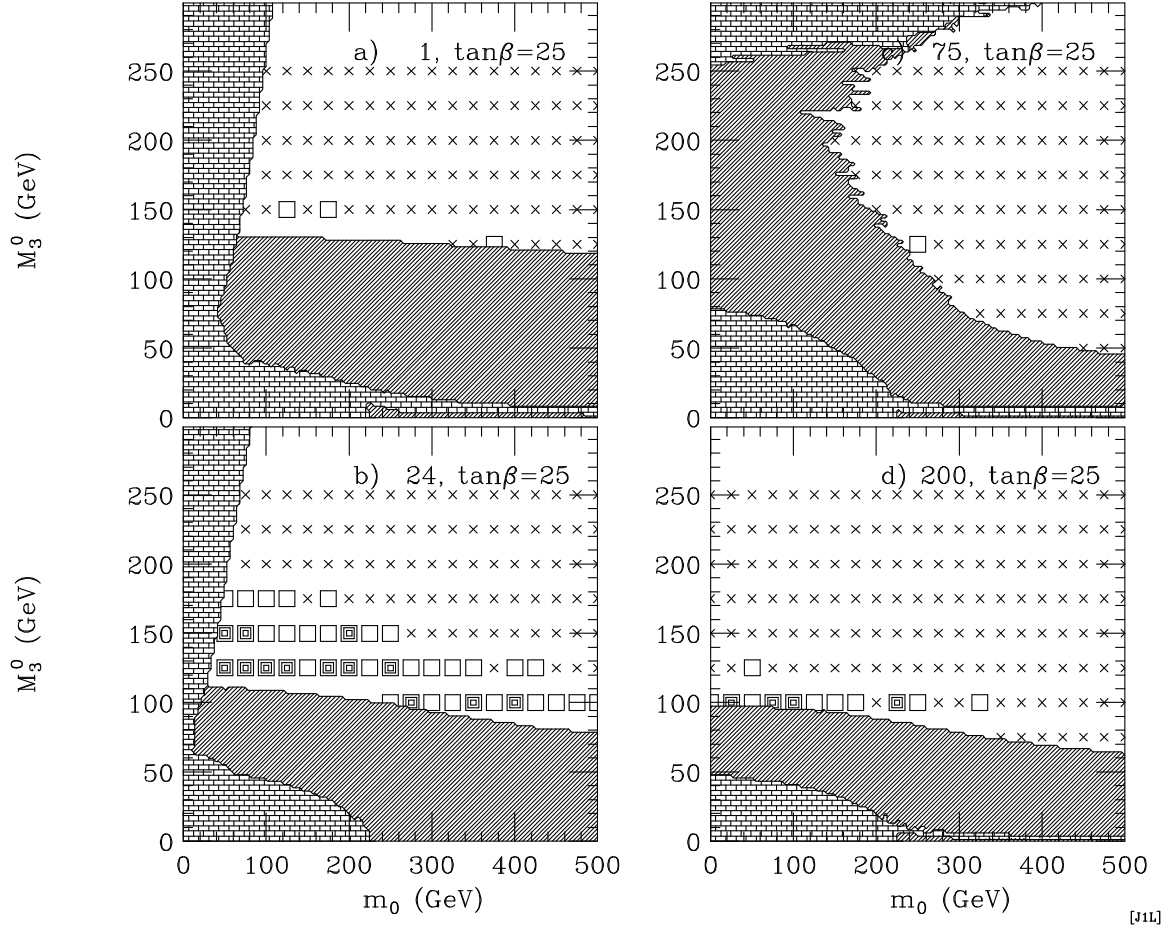 a) 1, tanβ=25
) 75, tanβ=25
250
200
150
100
50
0
M₃⁰ (GeV)
b) 24, tanβ=25
d) 200, tanβ=25
250
200
150
100
50
0
M₃⁰ (GeV)
0 100 200 300 400 500
0 100 200 300 400 500
m₀ (GeV)
m₀ (GeV)
[J1L]